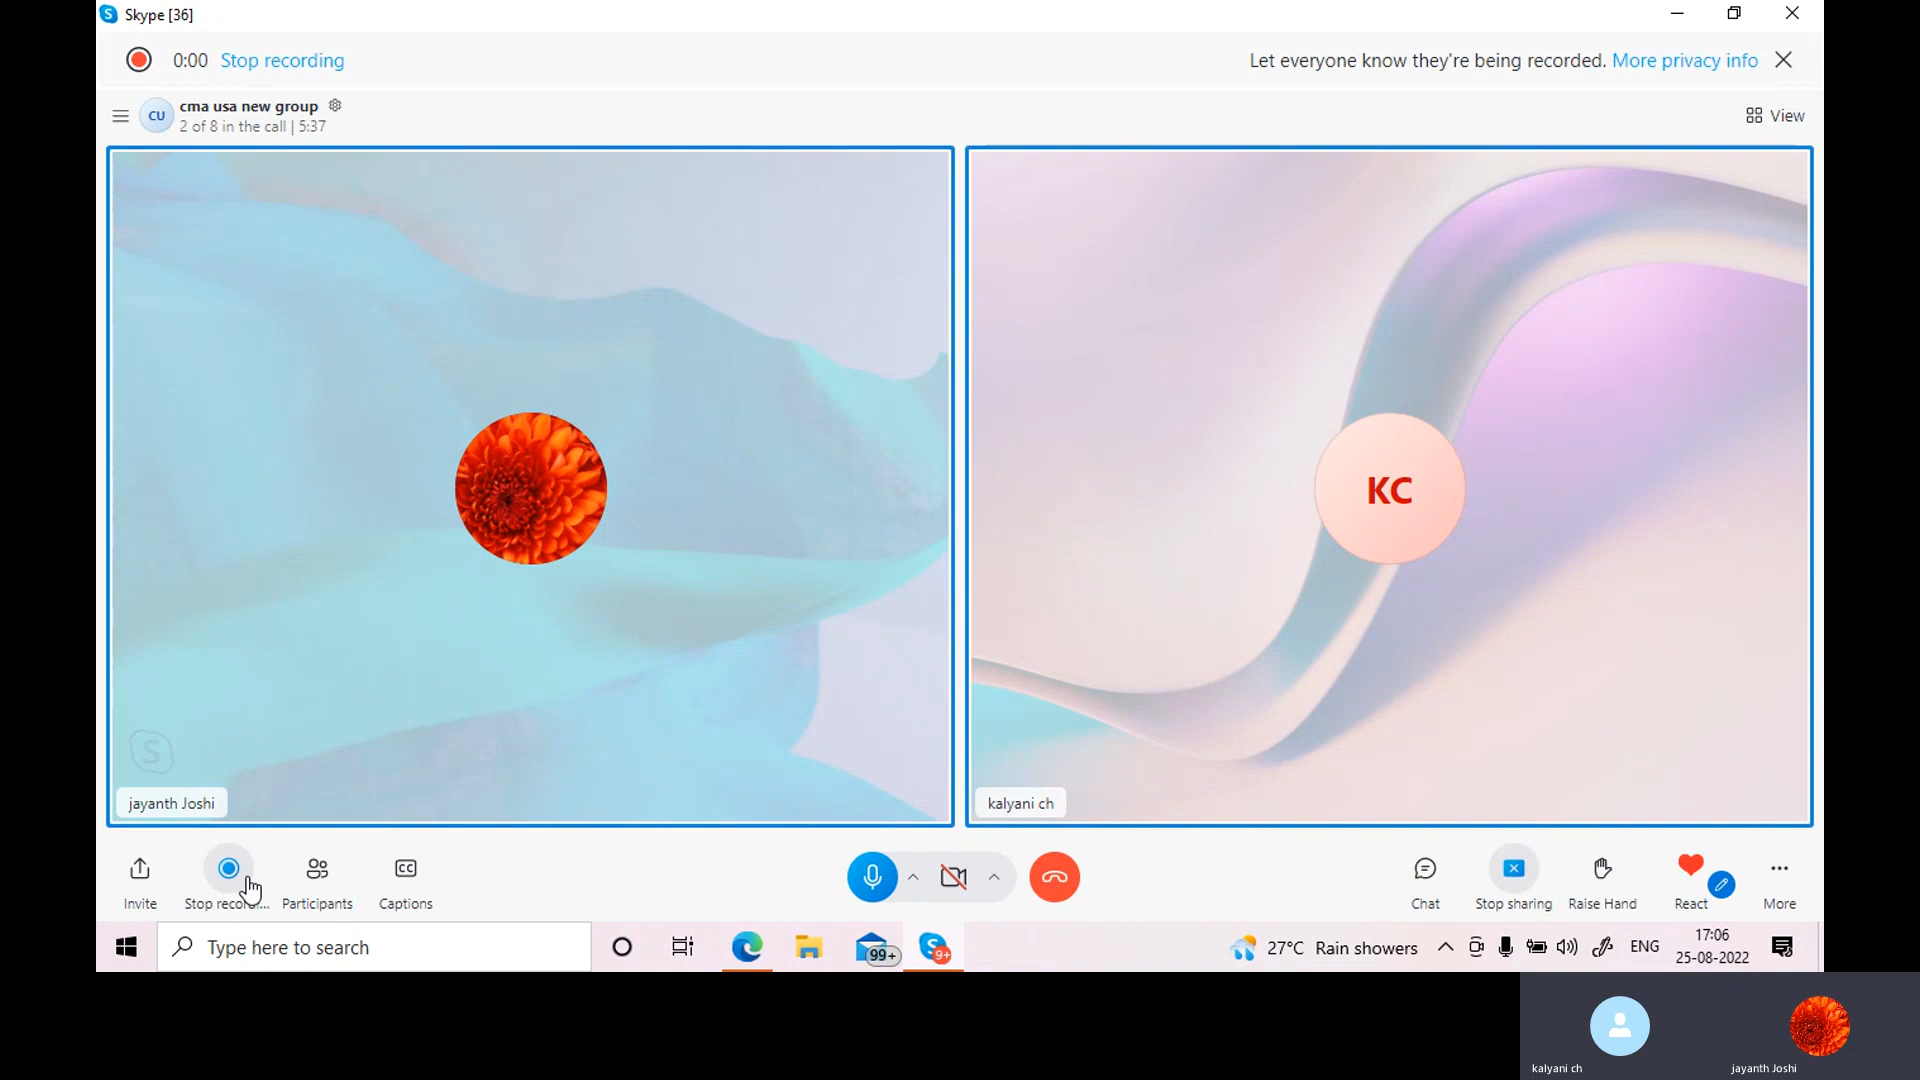 Skype [36]
0:00 Stop recording
Let everyone know they're being recorded. More privacy info
CU
cma usa new group
2 of 8 in the call | 5:37
View
KC
jayanth Joshi
kalyani ch
Invite
Stop recor...
Participants
CC
Captions
Chat
Stop sharing
Raise Hand
React
More
Type here to search
99+
9+
27°C Rain showers
ENG
17:06
25-08-2022
kalyani ch
jayanth Joshi